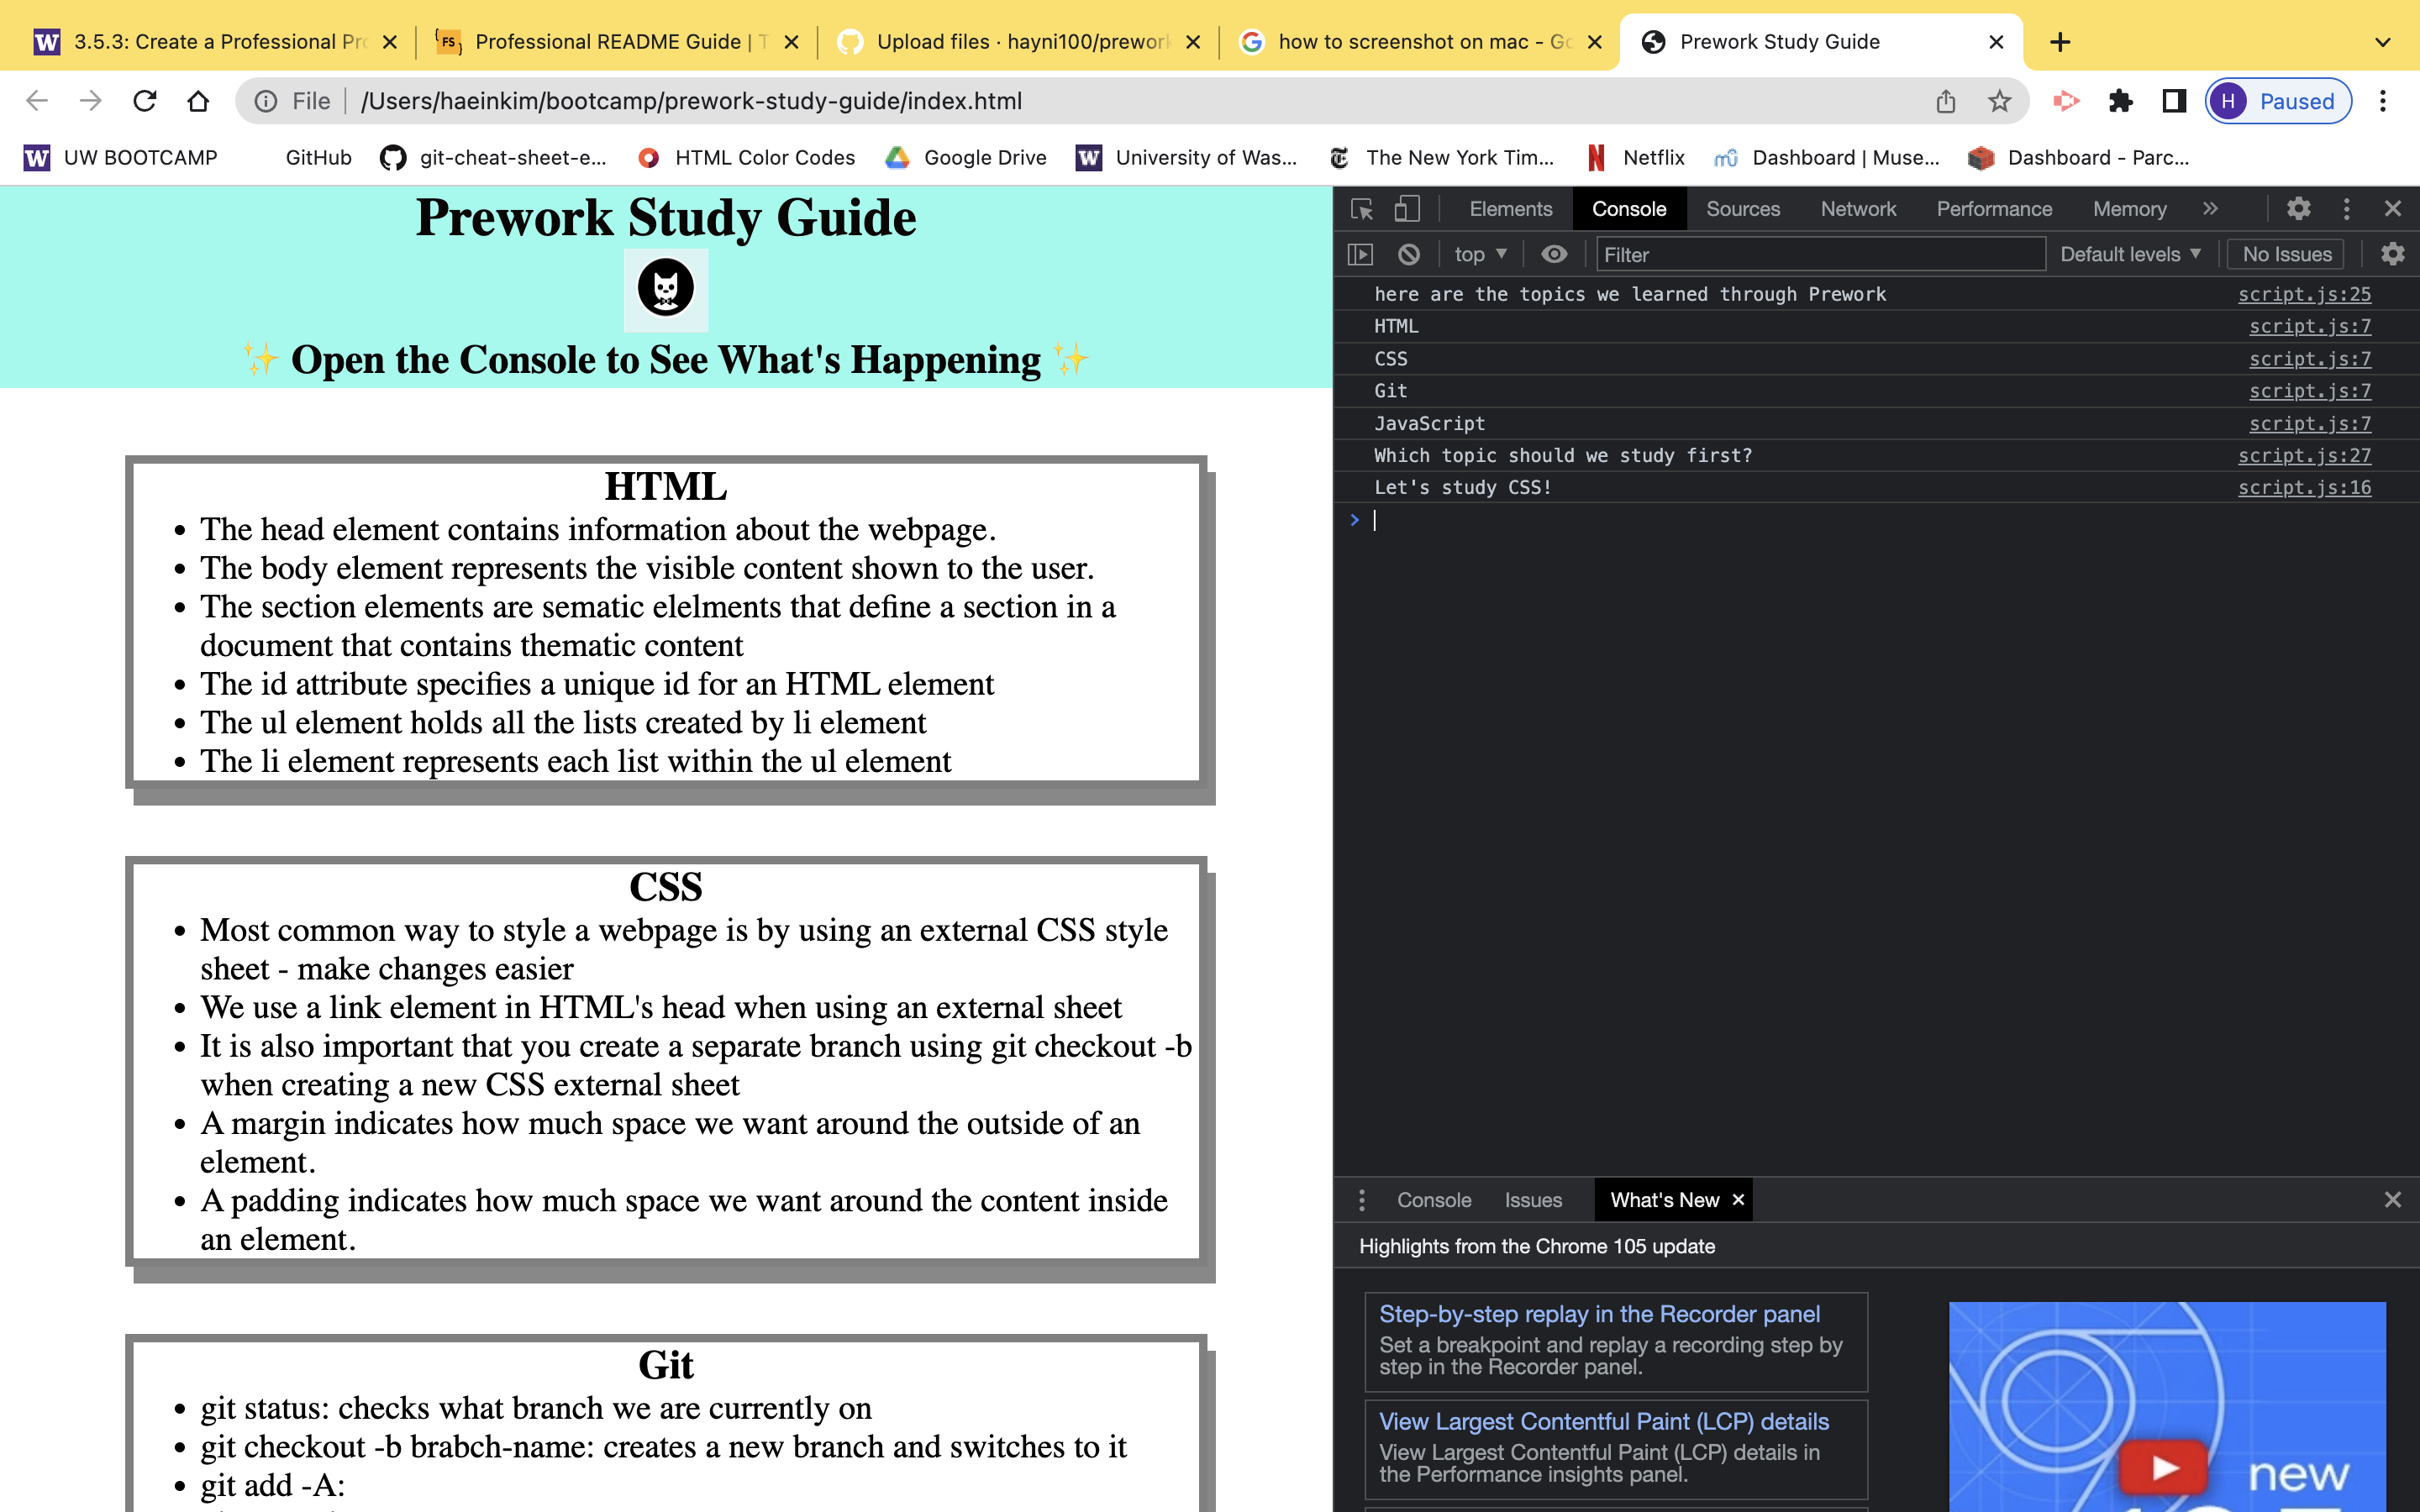 3.5.3: Create a Professional Pr
Professional README Guide | T
Upload files · hayni100/prework
how to screenshot on mac - Go
Prework Study Guide
File | /Users/haeinkim/bootcamp/prework-study-guide/index.html
H Paused
UW BOOTCAMP GitHub git-cheat-sheet-e... HTML Color Codes Google Drive University of Was... The New York Tim... Netflix Dashboard | Muse... Dashboard - Parc...
Prework Study Guide
✨ Open the Console to See What's Happening ✨
HTML
• The head element contains information about the webpage.
• The body element represents the visible content shown to the user.
• The section elements are sematic elelments that define a section in a
document that contains thematic content
• The id attribute specifies a unique id for an HTML element
• The ul element holds all the lists created by li element
• The li element represents each list within the ul element
CSS
• Most common way to style a webpage is by using an external CSS style
sheet - make changes easier
• We use a link element in HTML's head when using an external sheet
• It is also important that you create a separate branch using git checkout -b
when creating a new CSS external sheet
• A margin indicates how much space we want around the outside of an
element.
• A padding indicates how much space we want around the content inside
an element.
Git
• git status: checks what branch we are currently on
• git checkout -b brabch-name: creates a new branch and switches to it
• git add -A:
Elements Console Sources Network Performance Memory »
top ▼ Filter Default levels ▼ No Issues
here are the topics we learned through Prework script.js:25
HTML script.js:7
CSS script.js:7
Git script.js:7
JavaScript script.js:7
Which topic should we study first? script.js:27
Let's study CSS! script.js:16
>
Console Issues What's New ×
Highlights from the Chrome 105 update
Step-by-step replay in the Recorder panel
Set a breakpoint and replay a recording step by
step in the Recorder panel.
View Largest Contentful Paint (LCP) details
View Largest Contentful Paint (LCP) details in
the Performance insights panel.
new